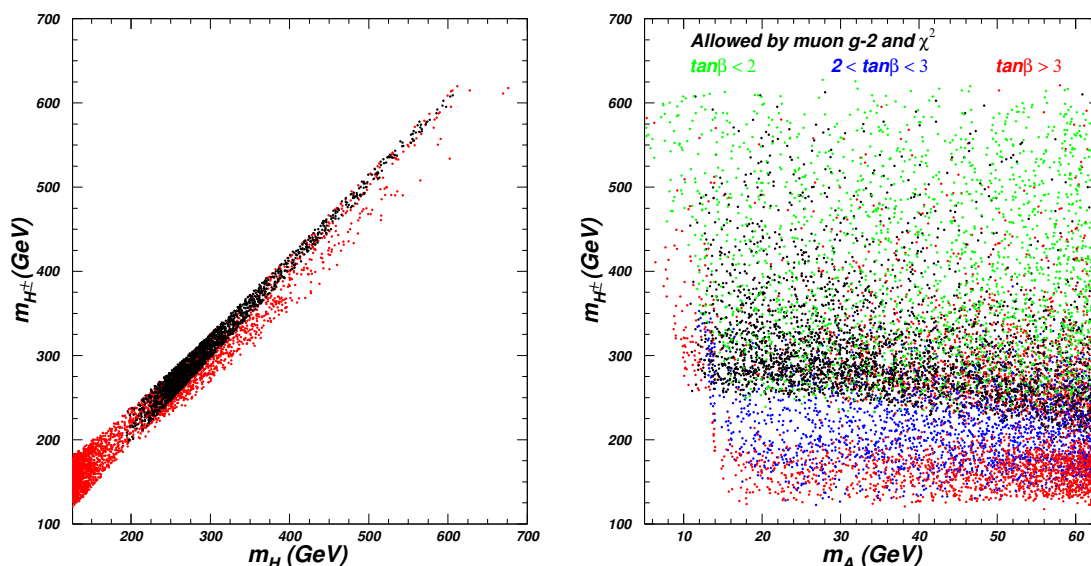 700
600
500
400
300
200
100
m_H± (GeV)
200 300 400 500 600 700
m_H (GeV)
Allowed by muon g-2 and χ²
tanβ < 2 2 < tanβ < 3 tanβ > 3
700
600
500
400
300
200
100
m_H± (GeV)
10 20 30 40 50 60
m_A (GeV)